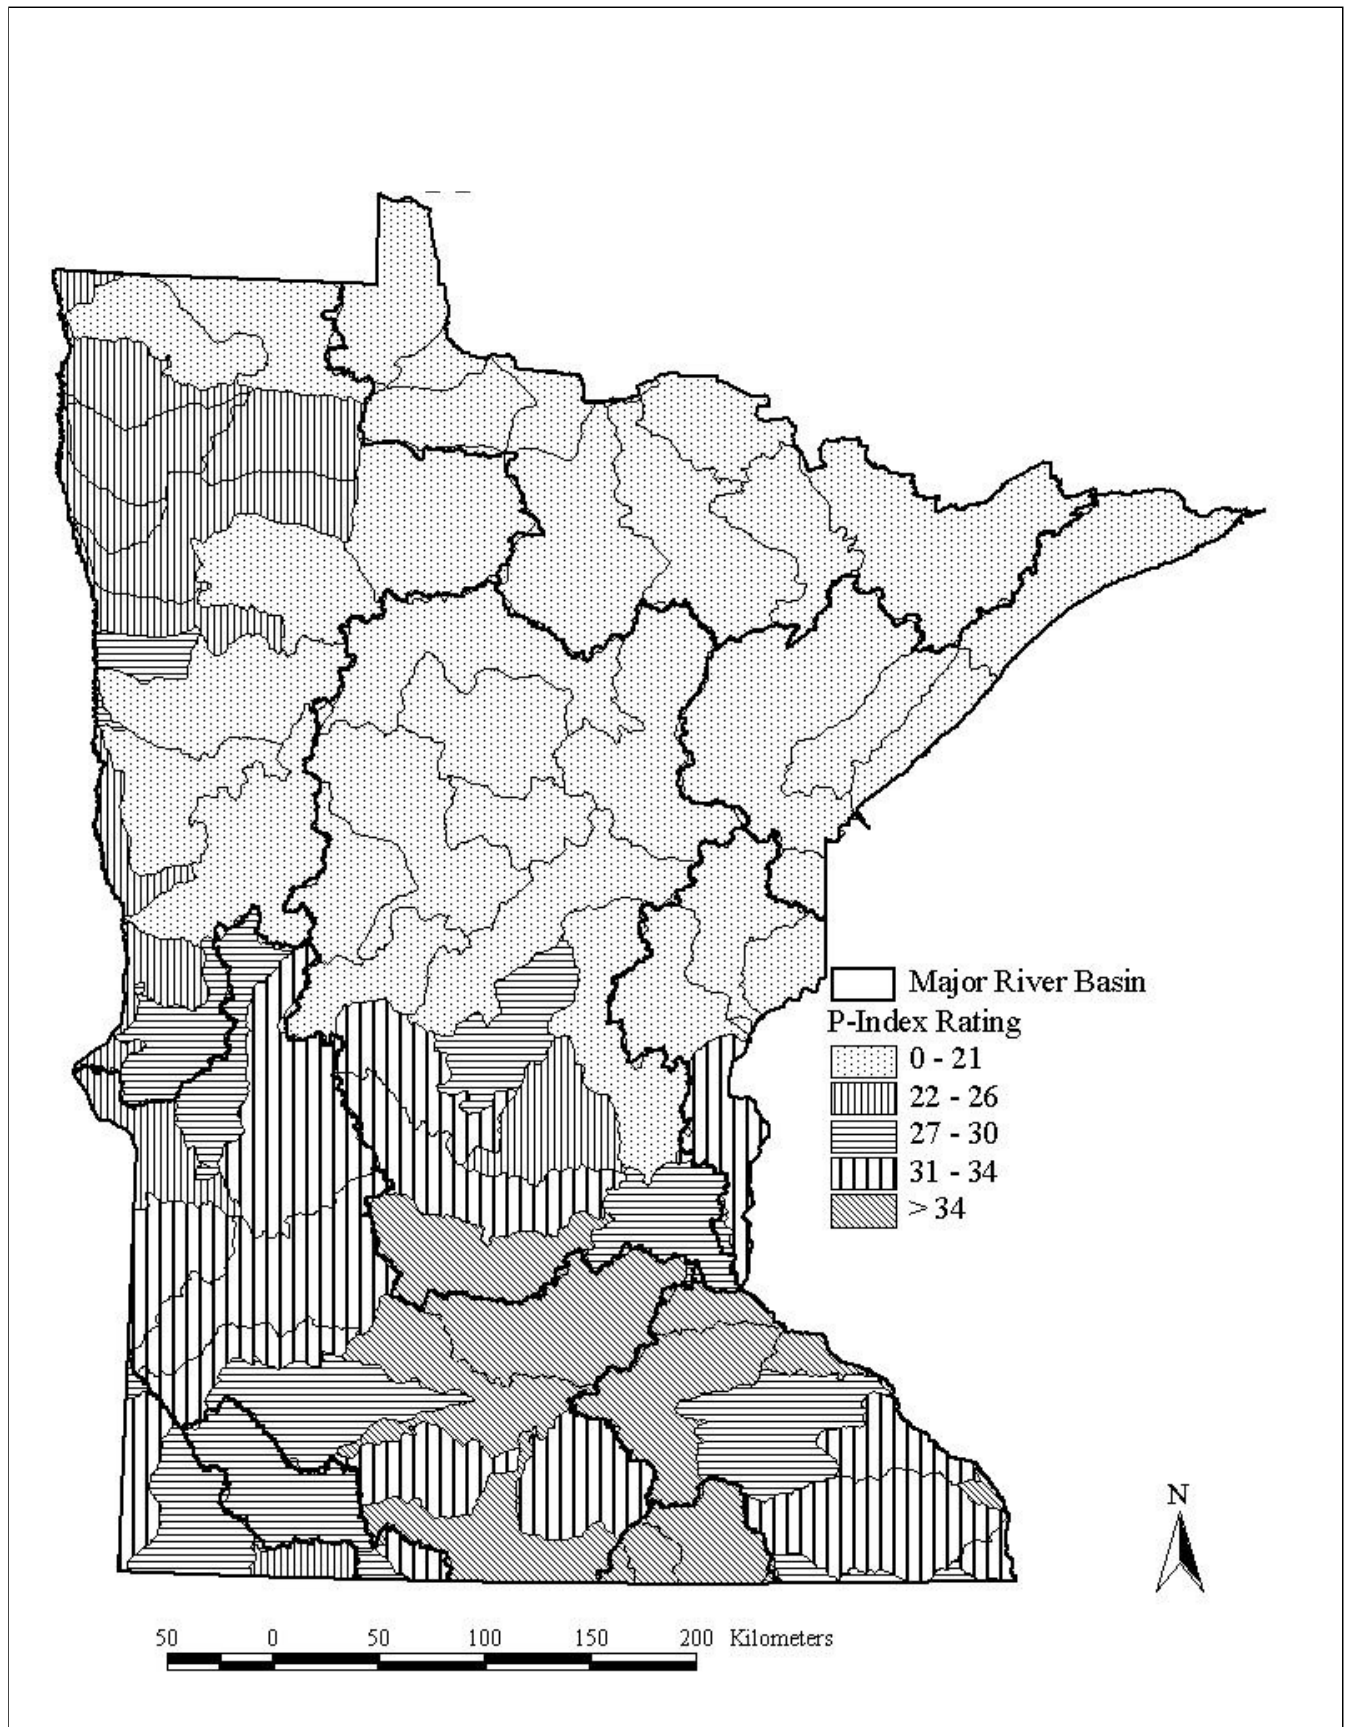 Major River Basin
P-Index Rating
0 - 21
22 - 26
27 - 30
31 - 34
> 34
N
50 0 50 100 150 200 Kilometers